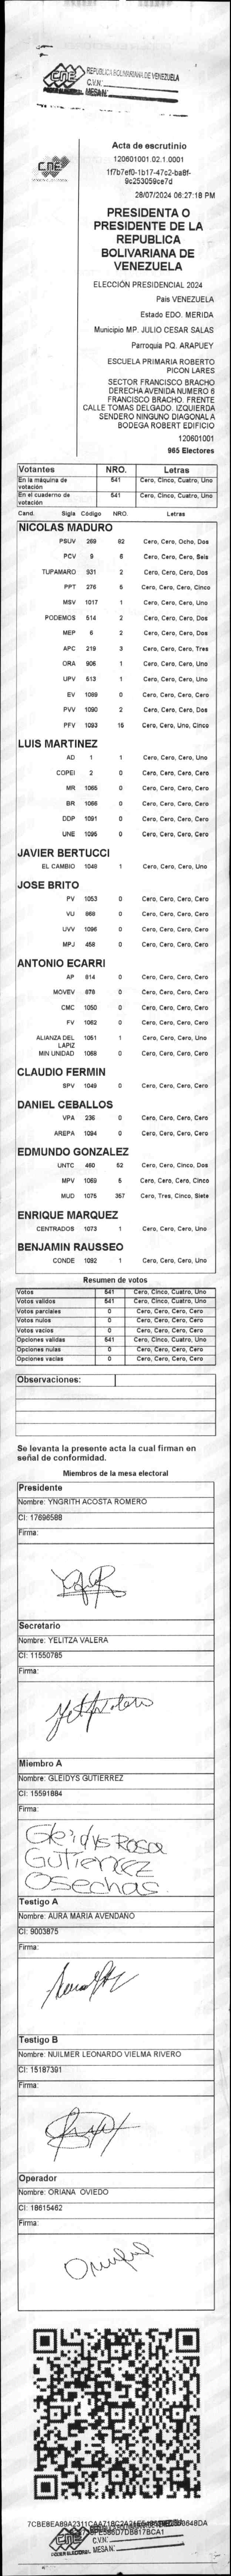 CNE REPÚBLICA BOLIVARIANA DE VENEZUELA
C.V.N°:
MESA N°:
CNE
Acta de escrutinio
120601001.02.1.0001
1f7b7ef0-1b17-47c2-ba8f-
9c253059ce7d
28/07/2024 06:27:18 PM
PRESIDENTA O
PRESIDENTE DE LA
REPUBLICA
BOLIVARIANA DE
VENEZUELA
ELECCIÓN PRESIDENCIAL 2024
País VENEZUELA
Estado EDO. MERIDA
Municipio MP. JULIO CESAR SALAS
Parroquia PQ. ARAPUEY
ESCUELA PRIMARIA ROBERTO
PICON LARES
SECTOR FRANCISCO BRACHO
DERECHA AVENIDA NUMERO 6
FRANCISCO BRACHO. FRENTE
CALLE TOMAS DELGADO. IZQUIERDA
SENDERO NINGUNO DIAGONAL A
BODEGA ROBERT EDIFICIO
120601001
965 Electores
Votantes NRO. Letras
En la máquina de votación 541 Cero, Cinco, Cuatro, Uno
En el cuaderno de votación 541 Cero, Cinco, Cuatro, Uno
Cand. Sigla Código NRO. Letras
NICOLAS MADURO
PSUV 269 82 Cero, Cero, Ocho, Dos
PCV 9 6 Cero, Cero, Cero, Seis
TUPAMARO 931 2 Cero, Cero, Cero, Dos
PPT 276 5 Cero, Cero, Cero, Cinco
MSV 1017 1 Cero, Cero, Cero, Uno
PODEMOS 514 2 Cero, Cero, Cero, Dos
MEP 6 2 Cero, Cero, Cero, Dos
APC 219 3 Cero, Cero, Cero, Tres
ORA 906 1 Cero, Cero, Cero, Uno
UPV 513 1 Cero, Cero, Cero, Uno
EV 1089 0 Cero, Cero, Cero, Cero
PVV 1090 2 Cero, Cero, Cero, Dos
PFV 1093 15 Cero, Cero, Uno, Cinco
LUIS MARTINEZ
AD 1 1 Cero, Cero, Cero, Uno
COPEI 2 0 Cero, Cero, Cero, Cero
MR 1065 0 Cero, Cero, Cero, Cero
BR 1086 0 Cero, Cero, Cero, Cero
DDP 1091 0 Cero, Cero, Cero, Cero
UNE 1095 0 Cero, Cero, Cero, Cero
JAVIER BERTUCCI
EL CAMBIO 1048 1 Cero, Cero, Cero, Uno
JOSE BRITO
PV 1053 0 Cero, Cero, Cero, Cero
VU 968 0 Cero, Cero, Cero, Cero
UVV 1096 0 Cero, Cero, Cero, Cero
MPJ 458 0 Cero, Cero, Cero, Cero
ANTONIO ECARRI
AP 814 0 Cero, Cero, Cero, Cero
MOVEV 878 0 Cero, Cero, Cero, Cero
CMC 1050 0 Cero, Cero, Cero, Cero
FV 1062 0 Cero, Cero, Cero, Cero
ALIANZA DEL LAPIZ 1051 1 Cero, Cero, Cero, Uno
MIN UNIDAD 1068 0 Cero, Cero, Cero, Cero
CLAUDIO FERMIN
SPV 1049 0 Cero, Cero, Cero, Cero
DANIEL CEBALLOS
VPA 236 0 Cero, Cero, Cero, Cero
AREPA 1094 0 Cero, Cero, Cero, Cero
EDMUNDO GONZALEZ
UNTC 460 52 Cero, Cero, Cinco, Dos
MPV 1069 5 Cero, Cero, Cero, Cinco
MUD 1075 357 Cero, Tres, Cinco, Siete
ENRIQUE MARQUEZ
CENTRADOS 1073 1 Cero, Cero, Cero, Uno
BENJAMIN RAUSSEO
CONDE 1092 1 Cero, Cero, Cero, Uno
Resumen de votos
Votos 541 Cero, Cinco, Cuatro, Uno
Votos validos 541 Cero, Cinco, Cuatro, Uno
Votos parciales 0 Cero, Cero, Cero, Cero
Votos nulos 0 Cero, Cero, Cero, Cero
Votos vacios 0 Cero, Cero, Cero, Cero
Opciones validas 541 Cero, Cinco, Cuatro, Uno
Opciones nulas 0 Cero, Cero, Cero, Cero
Opciones vacias 0 Cero, Cero, Cero, Cero
Observaciones:
Se levanta la presente acta la cual firman en
señal de conformidad.
Miembros de la mesa electoral
Presidente
Nombre: YNGRITH ACOSTA ROMERO
CI: 17696588
Firma:
Secretario
Nombre: YELITZA VALERA
CI: 11550785
Firma:
Miembro A
Nombre: GLEIDYS GUTIERREZ
CI: 15591884
Firma:
Gleidys Rosa
Gutierrez
Osechas
Testigo A
Nombre: AURA MARIA AVENDAÑO
CI: 9003875
Firma:
Testigo B
Nombre: NUILMER LEONARDO VIELMA RIVERO
CI: 15187391
Firma:
Operador
Nombre: ORIANA OVIEDO
CI: 18615462
Firma:
CNE
PODER ELECTORAL
C.V.N°:
MESA N°: